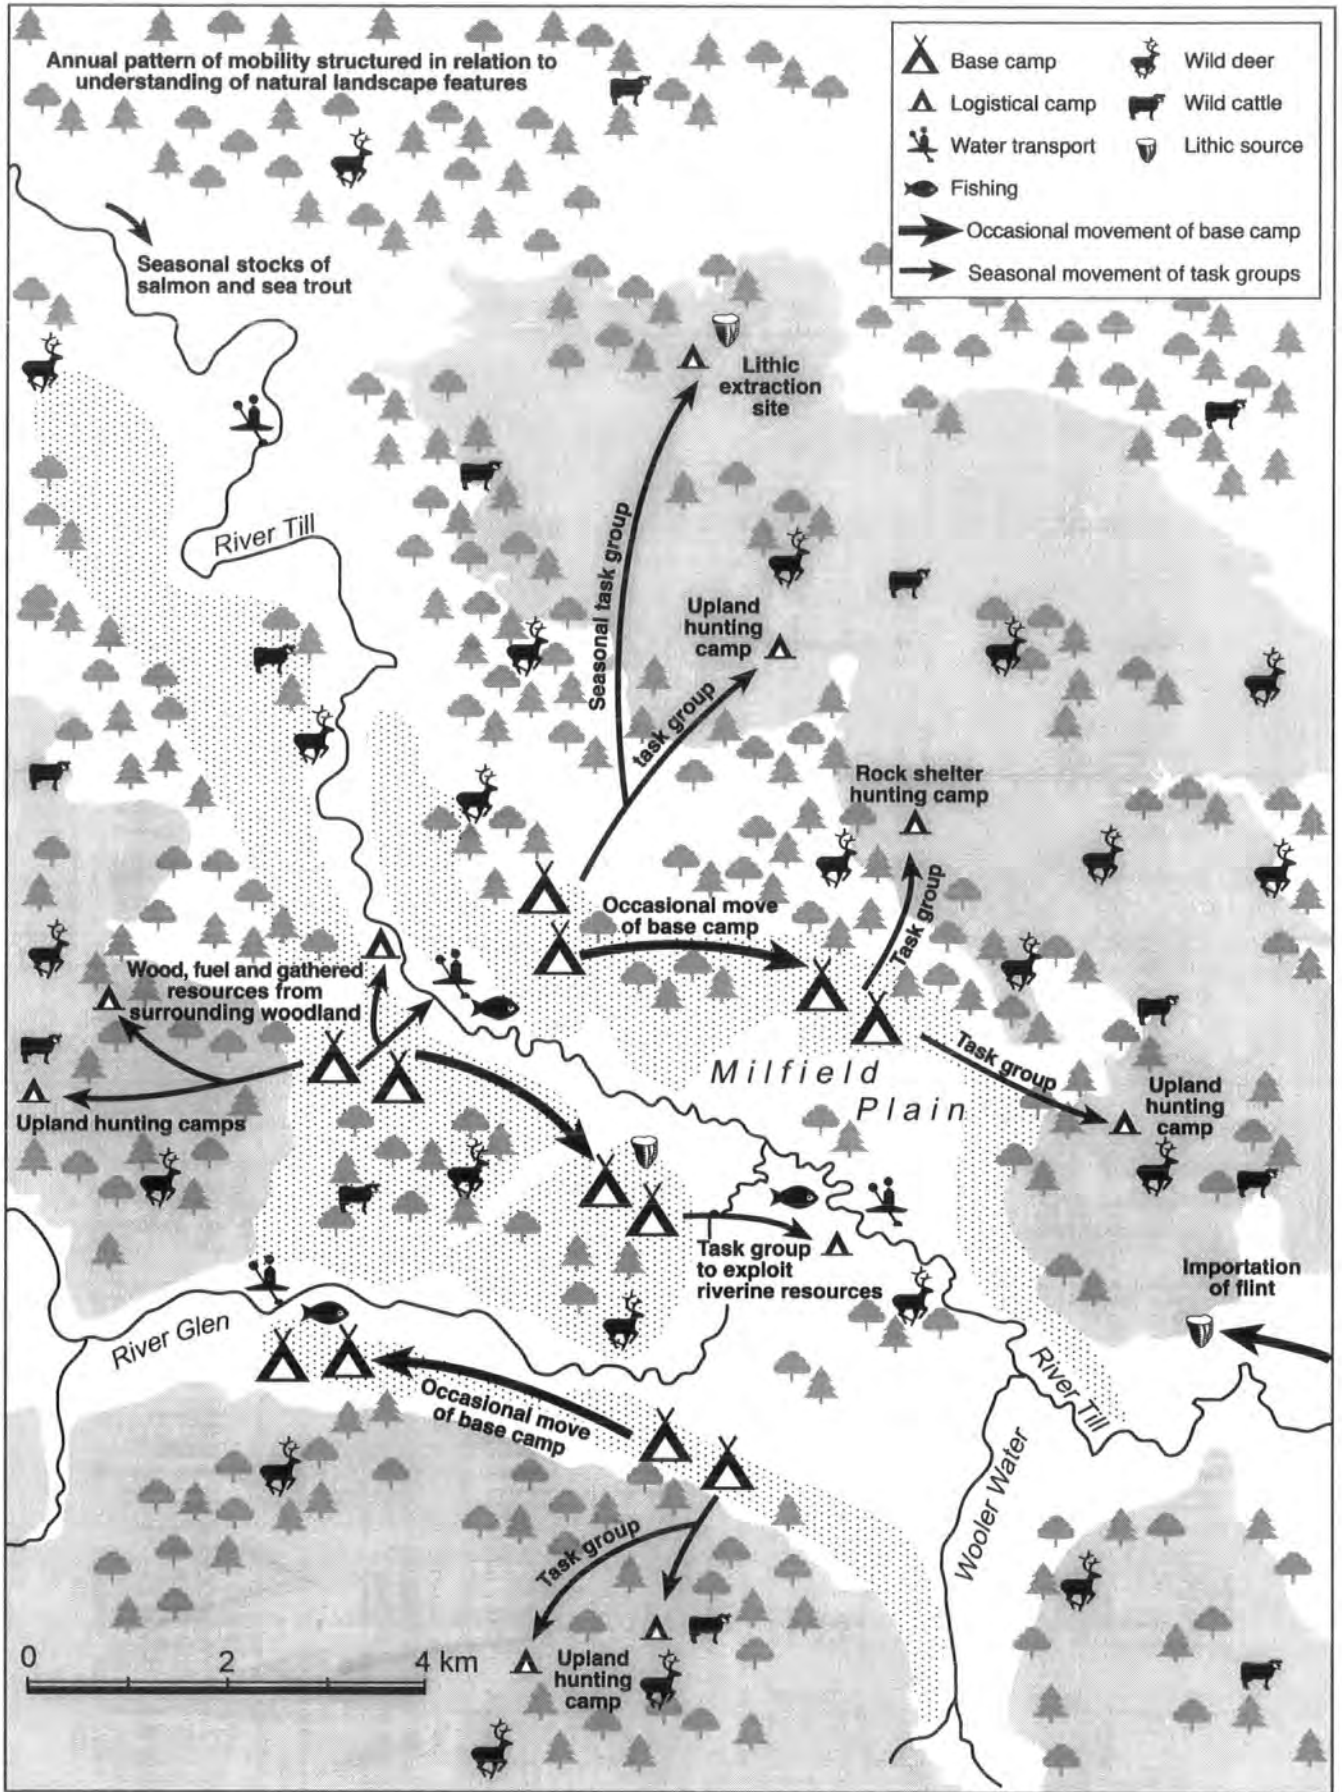 Annual pattern of mobility structured in relation to
understanding of natural landscape features
Base camp
Logistical camp
Water transport
Fishing
Wild deer
Wild cattle
Lithic source
Occasional movement of base camp
Seasonal movement of task groups
Seasonal stocks of
salmon and sea trout
Lithic
extraction
site
River Till
Seasonal task group
Upland
hunting
camp
task group
Rock shelter
hunting camp
Occasional move
of base camp
Task group
Wood, fuel and gathered
resources from
surrounding woodland
Milfield
Plain
Task group
Upland
hunting
camp
Upland hunting camps
Task group
to exploit
riverine resources
Importation
of flint
River Glen
River Till
Occasional move
of base camp
Wooler Water
Task group
Upland
hunting
camp
0 2 4 km